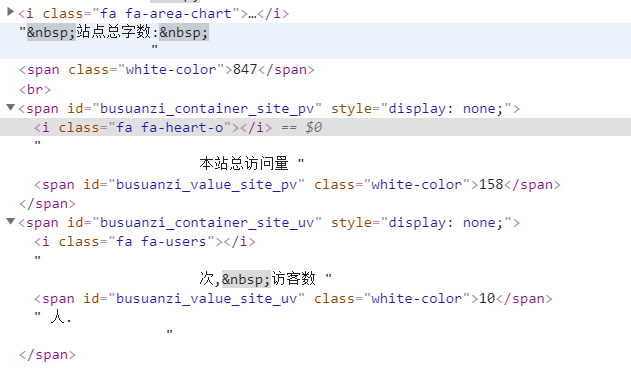 <i class="fa fa-area-chart">…</i>
"&nbsp;站点总字数:&nbsp;
"
<span class="white-color">847</span>
<br>
<span id="busuanzi_container_site_pv" style="display: none;">
<i class="fa fa-heart-o"></i> == $0
"
本站总访问量 "
<span id="busuanzi_value_site_pv" class="white-color">158</span>
</span>
<span id="busuanzi_container_site_uv" style="display: none;">
<i class="fa fa-users"></i>
"
次,&nbsp;访客数 "
<span id="busuanzi_value_site_uv" class="white-color">10</span>
" 人.
"
</span>